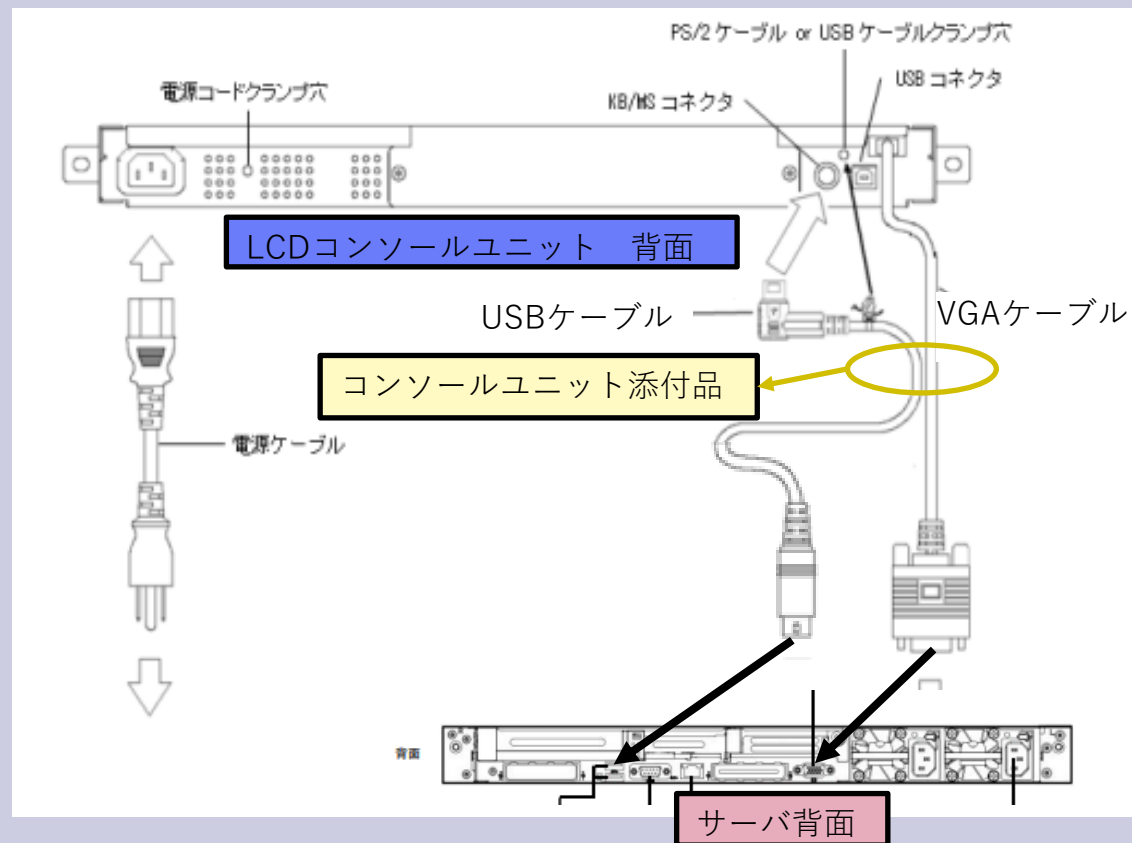 PS/2 ケーブル or USB ケーブルクランプ穴
電源コードクランプ穴
USB コネクタ
KB/MS コネクタ
LCDコンソールユニット　背面
USBケーブル
VGAケーブル
コンソールユニット添付品
電源ケーブル
背面
サーバ背面